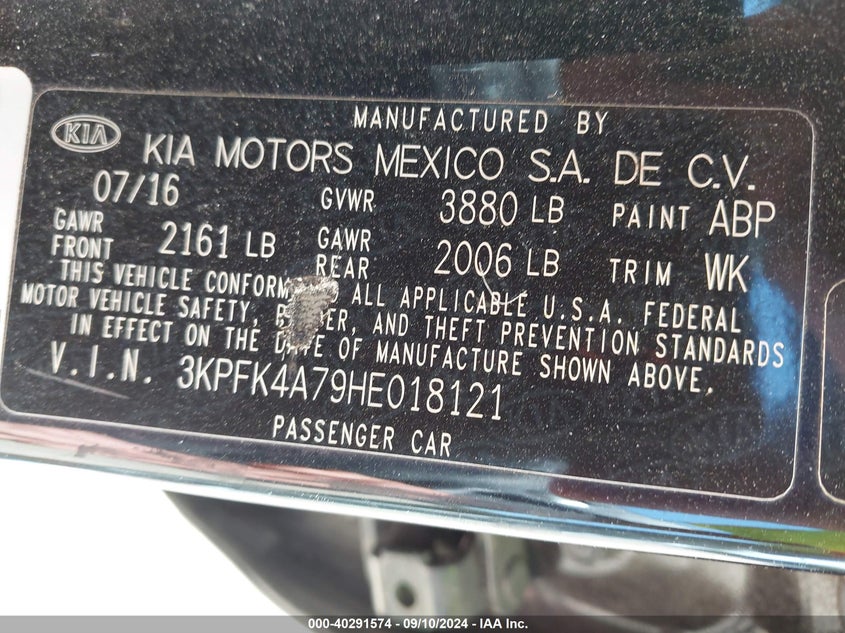 MANUFACTURED BY
KIA KIA MOTORS MEXICO S.A. DE C.V.
07/16 GVWR 3880 LB PAINT ABP
GAWR FRONT 2161 LB GAWR REAR 2006 LB TRIM WK
THIS VEHICLE CONFORM ALL APPLICABLE U.S.A. FEDERAL
MOTOR VEHICLE SAFETY, AND THEFT PREVENTION STANDARDS
IN EFFECT ON THE DATE OF MANUFACTURE SHOWN ABOVE.
V.I.N. 3KPFK4A79HE018121
PASSENGER CAR
000-40291574 - 09/10/2024 - IAA Inc.